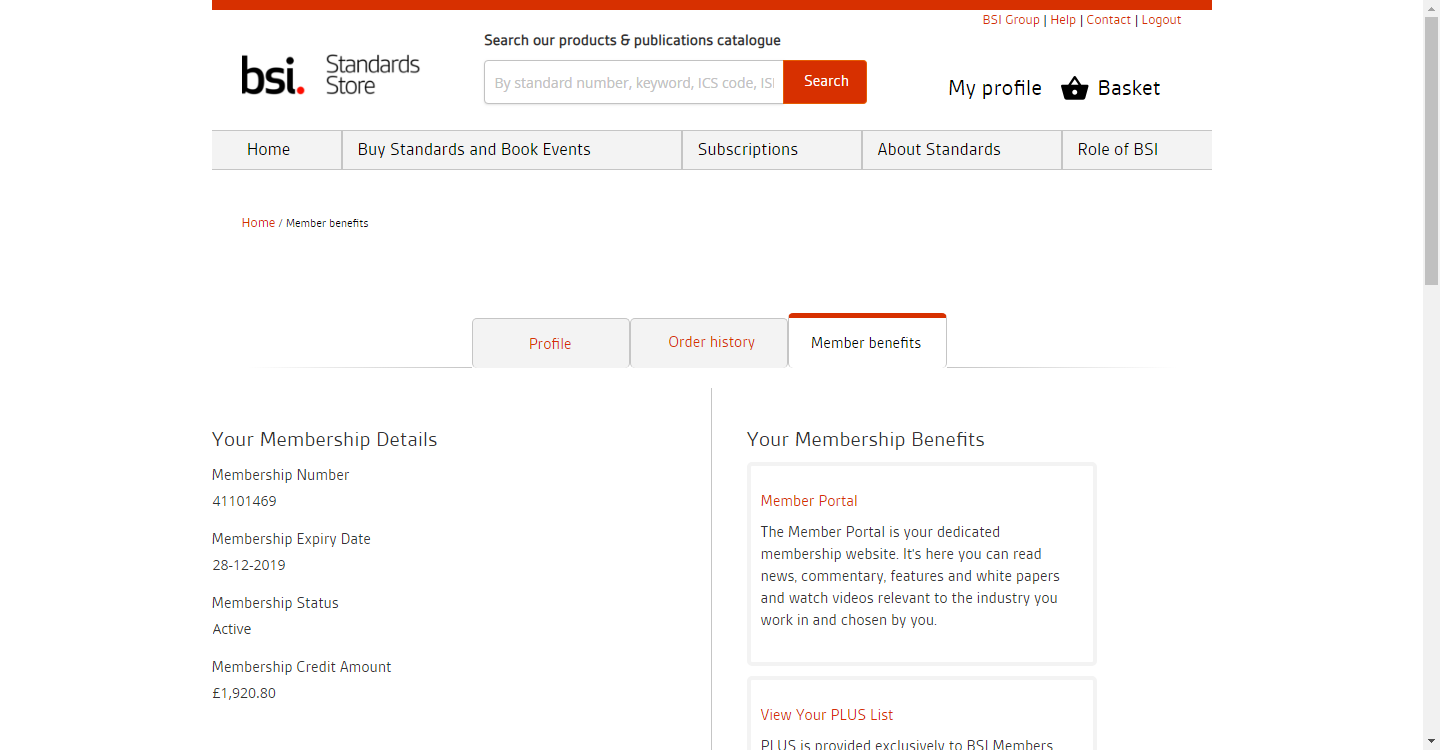 BSI Group | Help | Contact | Logout
Search our products & publications catalogue
bsi.
Standards
Store
By standard number, keyword, ICS code, ISI
Search
My profile
Basket
Home
Buy Standards and Book Events
Subscriptions
About Standards
Role of BSI
Home / Member benefits
Profile
Order history
Member benefits
Your Membership Details
Membership Number
41101469
Membership Expiry Date
28-12-2019
Membership Status
Active
Membership Credit Amount
£1,920.80
Your Membership Benefits
Member Portal
The Member Portal is your dedicated
membership website. It's here you can read
news, commentary, features and white papers
and watch videos relevant to the industry you
work in and chosen by you.
View Your PLUS List
PLUS is provided exclusively to BSI Members